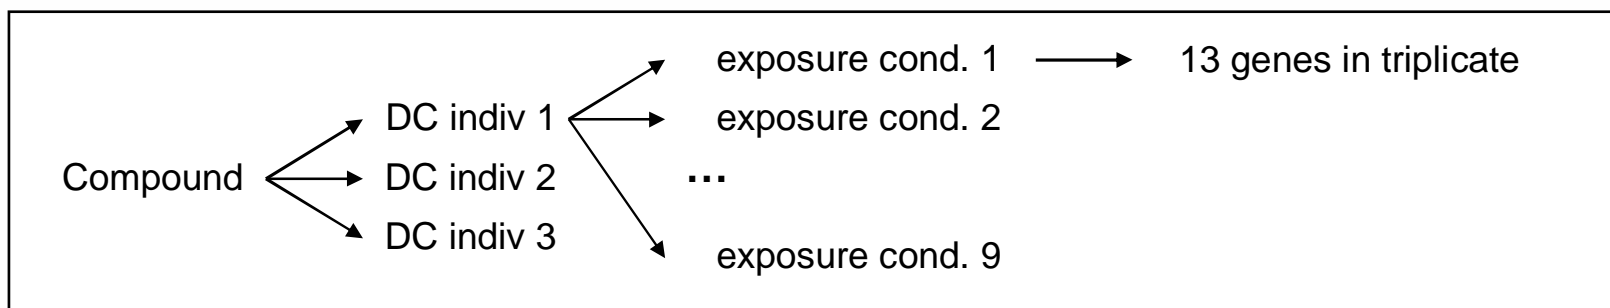 exposure cond. 1
13 genes in triplicate
DC indiv 1
exposure cond. 2
Compound
DC indiv 2
...
DC indiv 3
exposure cond. 9